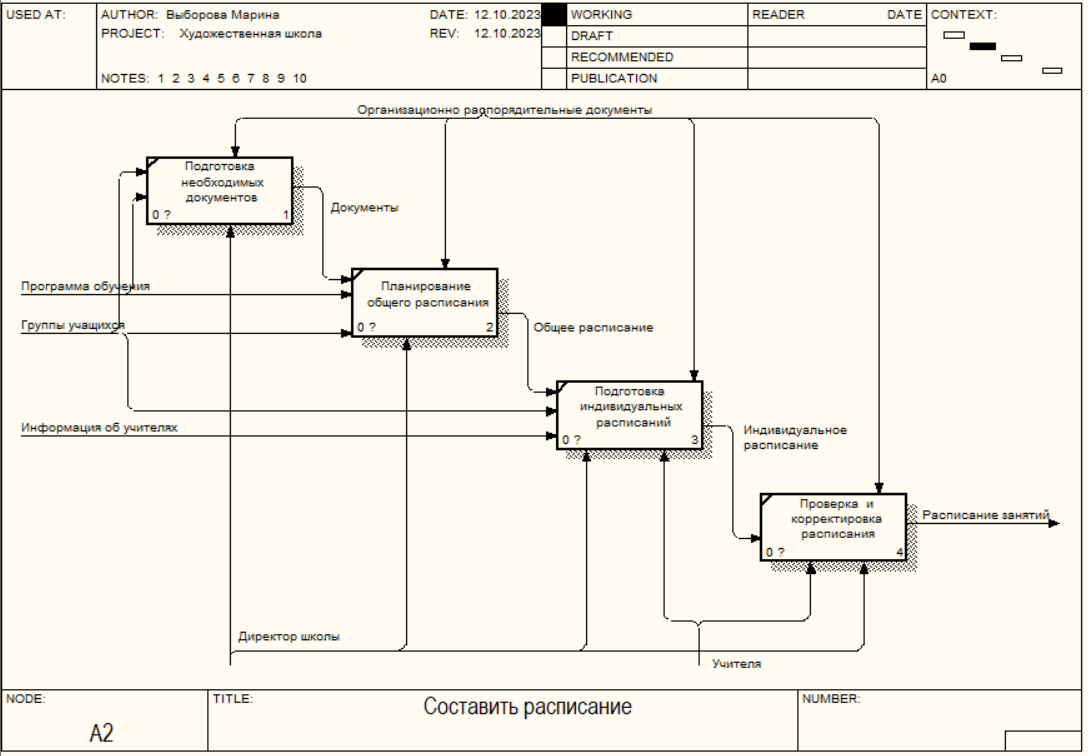 USED AT:
AUTHOR: Выборова Марина
DATE: 12.10.2023
WORKING
READER
DATE
CONTEXT:
PROJECT: Художественная школа
REV: 12.10.2023
DRAFT
RECOMMENDED
NOTES: 1 2 3 4 5 6 7 8 9 10
PUBLICATION
A0
Организационно распорядительные документы
Подготовка
необходимых
документов
0 ?
1
Документы
Программа обучения
Планирование
общего расписания
0 ?
2
Группы учащихся
Общее расписание
Подготовка
индивидуальных
расписаний
0 ?
3
Информация об учителях
Индивидуальное
расписание
Проверка и
корректировка
расписания
0 ?
4
Расписание занятий
Директор школы
Учителя
NODE:
A2
TITLE:
Составить расписание
NUMBER: